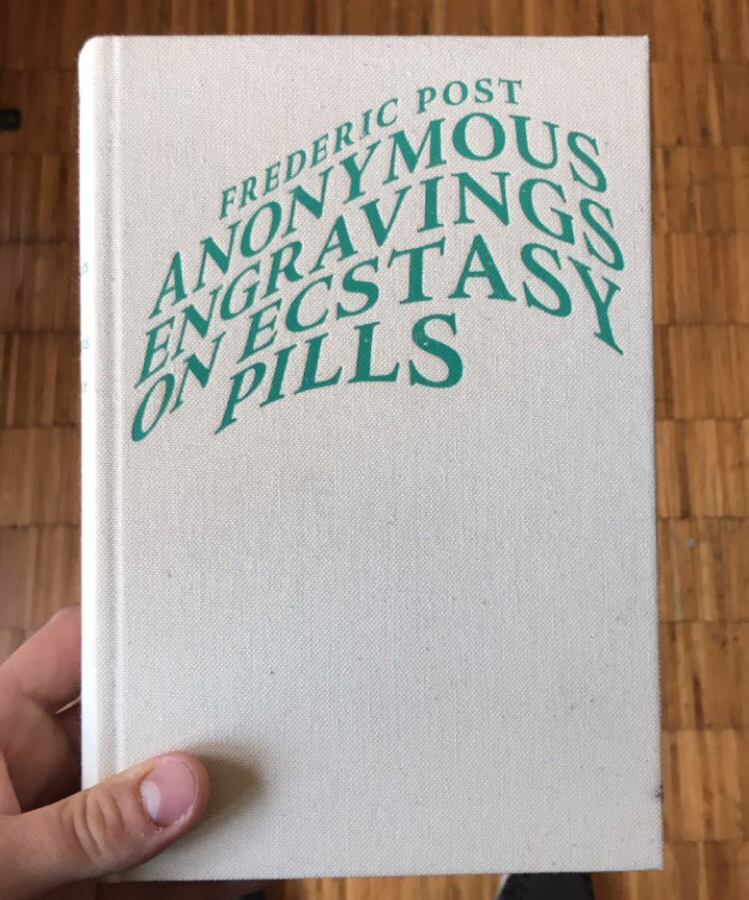 FREDERIC POST
ANONYMOUS
ENGRAVINGS
ON ECSTASY
PILLS